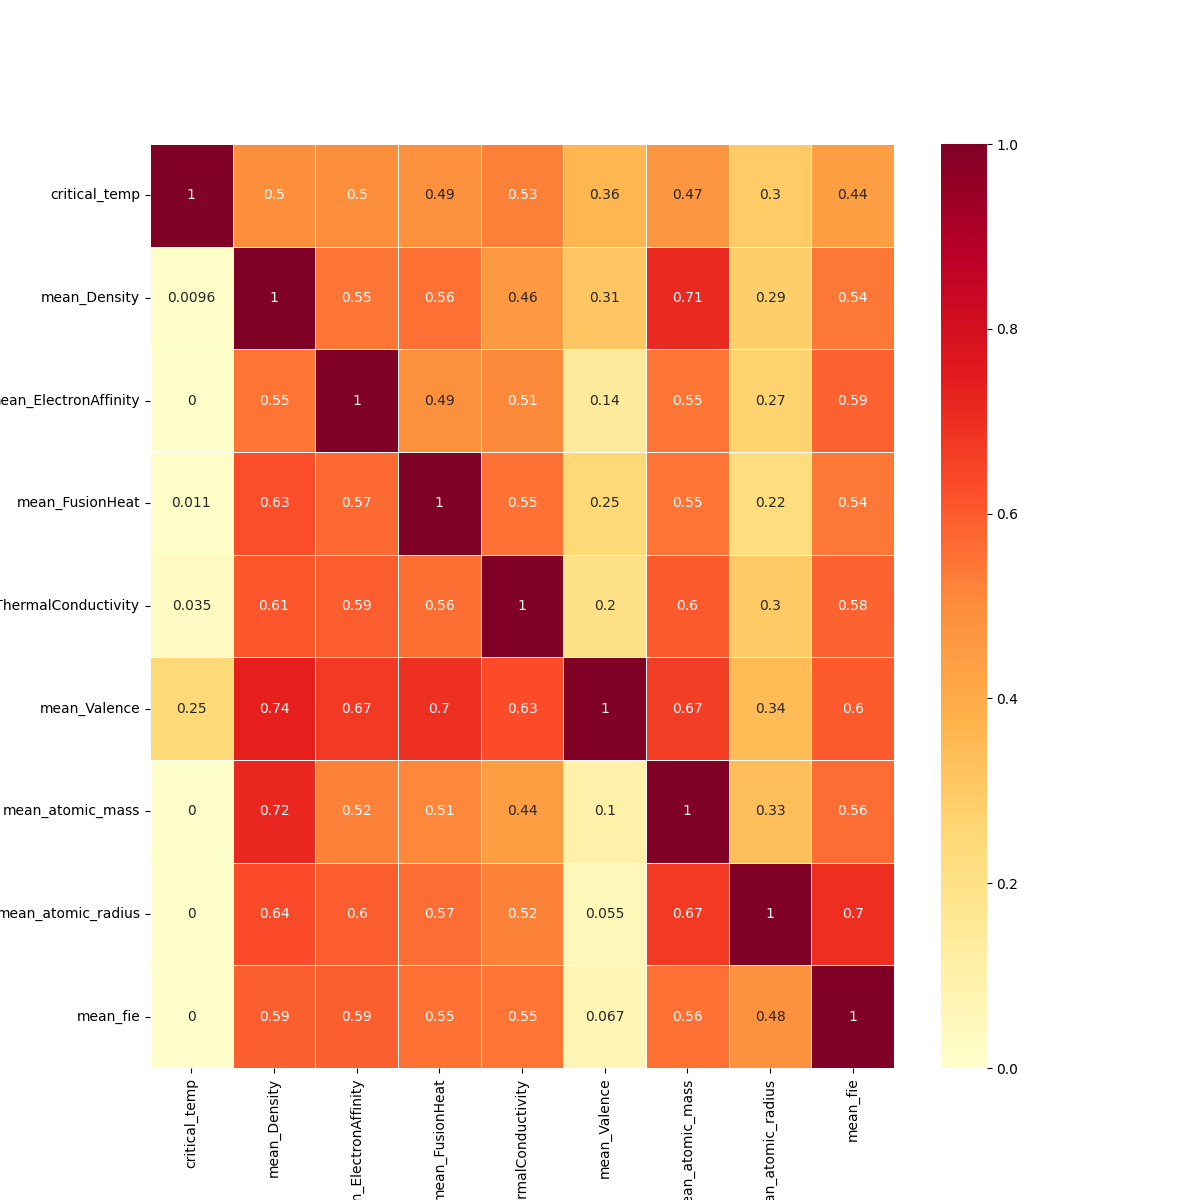 critical_temp 1 0.5 0.5 0.49 0.53 0.36 0.47 0.3 0.44
mean_Density 0.0096 1 0.55 0.56 0.46 0.31 0.71 0.29 0.54
ean_ElectronAffinity 0 0.55 1 0.49 0.51 0.14 0.55 0.27 0.59
mean_FusionHeat 0.011 0.63 0.57 1 0.55 0.25 0.55 0.22 0.54
ThermalConductivity 0.035 0.61 0.59 0.56 1 0.2 0.6 0.3 0.58
mean_Valence 0.25 0.74 0.67 0.7 0.63 1 0.67 0.34 0.6
mean_atomic_mass 0 0.72 0.52 0.51 0.44 0.1 1 0.33 0.56
mean_atomic_radius 0 0.64 0.6 0.57 0.52 0.055 0.67 1 0.7
mean_fie 0 0.59 0.59 0.55 0.55 0.067 0.56 0.48 1
critical_temp
mean_Density
n_ElectronAffinity
mean_FusionHeat
rmalConductivity
mean_Valence
ean_atomic_mass
an_atomic_radius
mean_fie
1.0
0.8
0.6
0.4
0.2
0.0